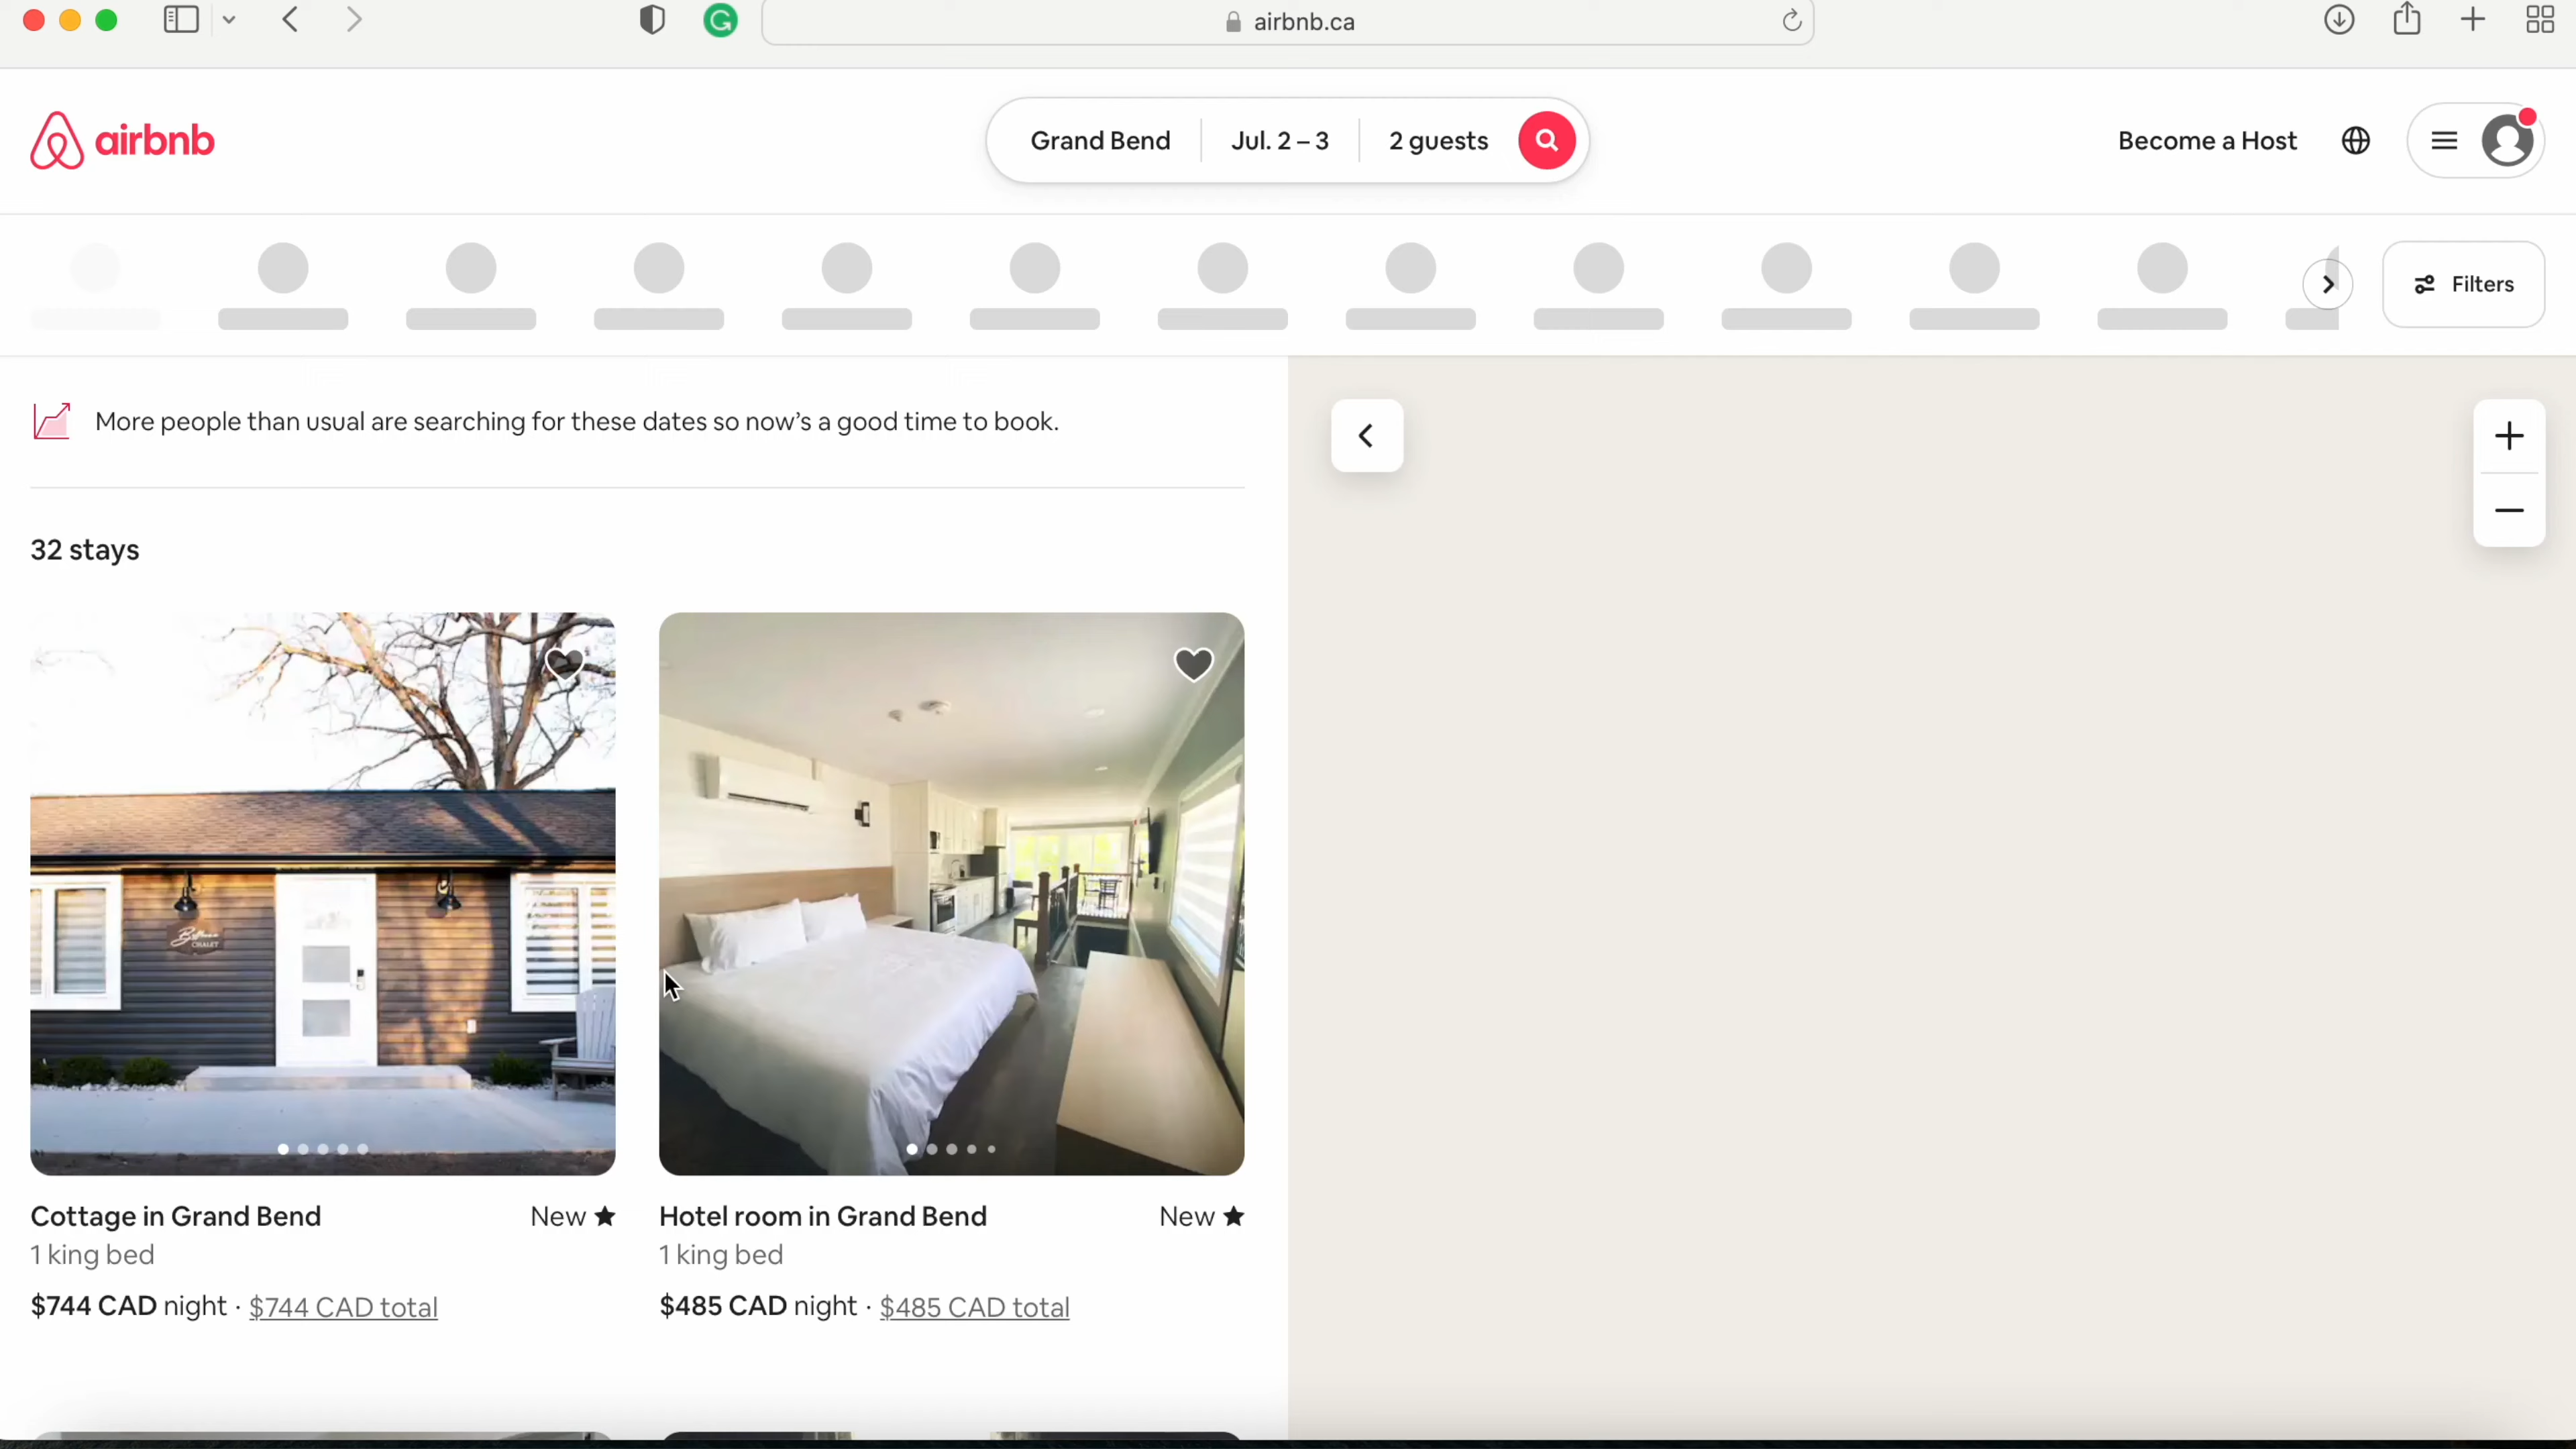 airbnb.ca
airbnb
Grand Bend
Jul. 2 – 3
2 guests
Become a Host
Filters
More people than usual are searching for these dates so now’s a good time to book.
32 stays
CHALET
Cottage in Grand Bend
New ★
1 king bed
$744 CAD night · $744 CAD total
Hotel room in Grand Bend
New ★
1 king bed
$485 CAD night · $485 CAD total